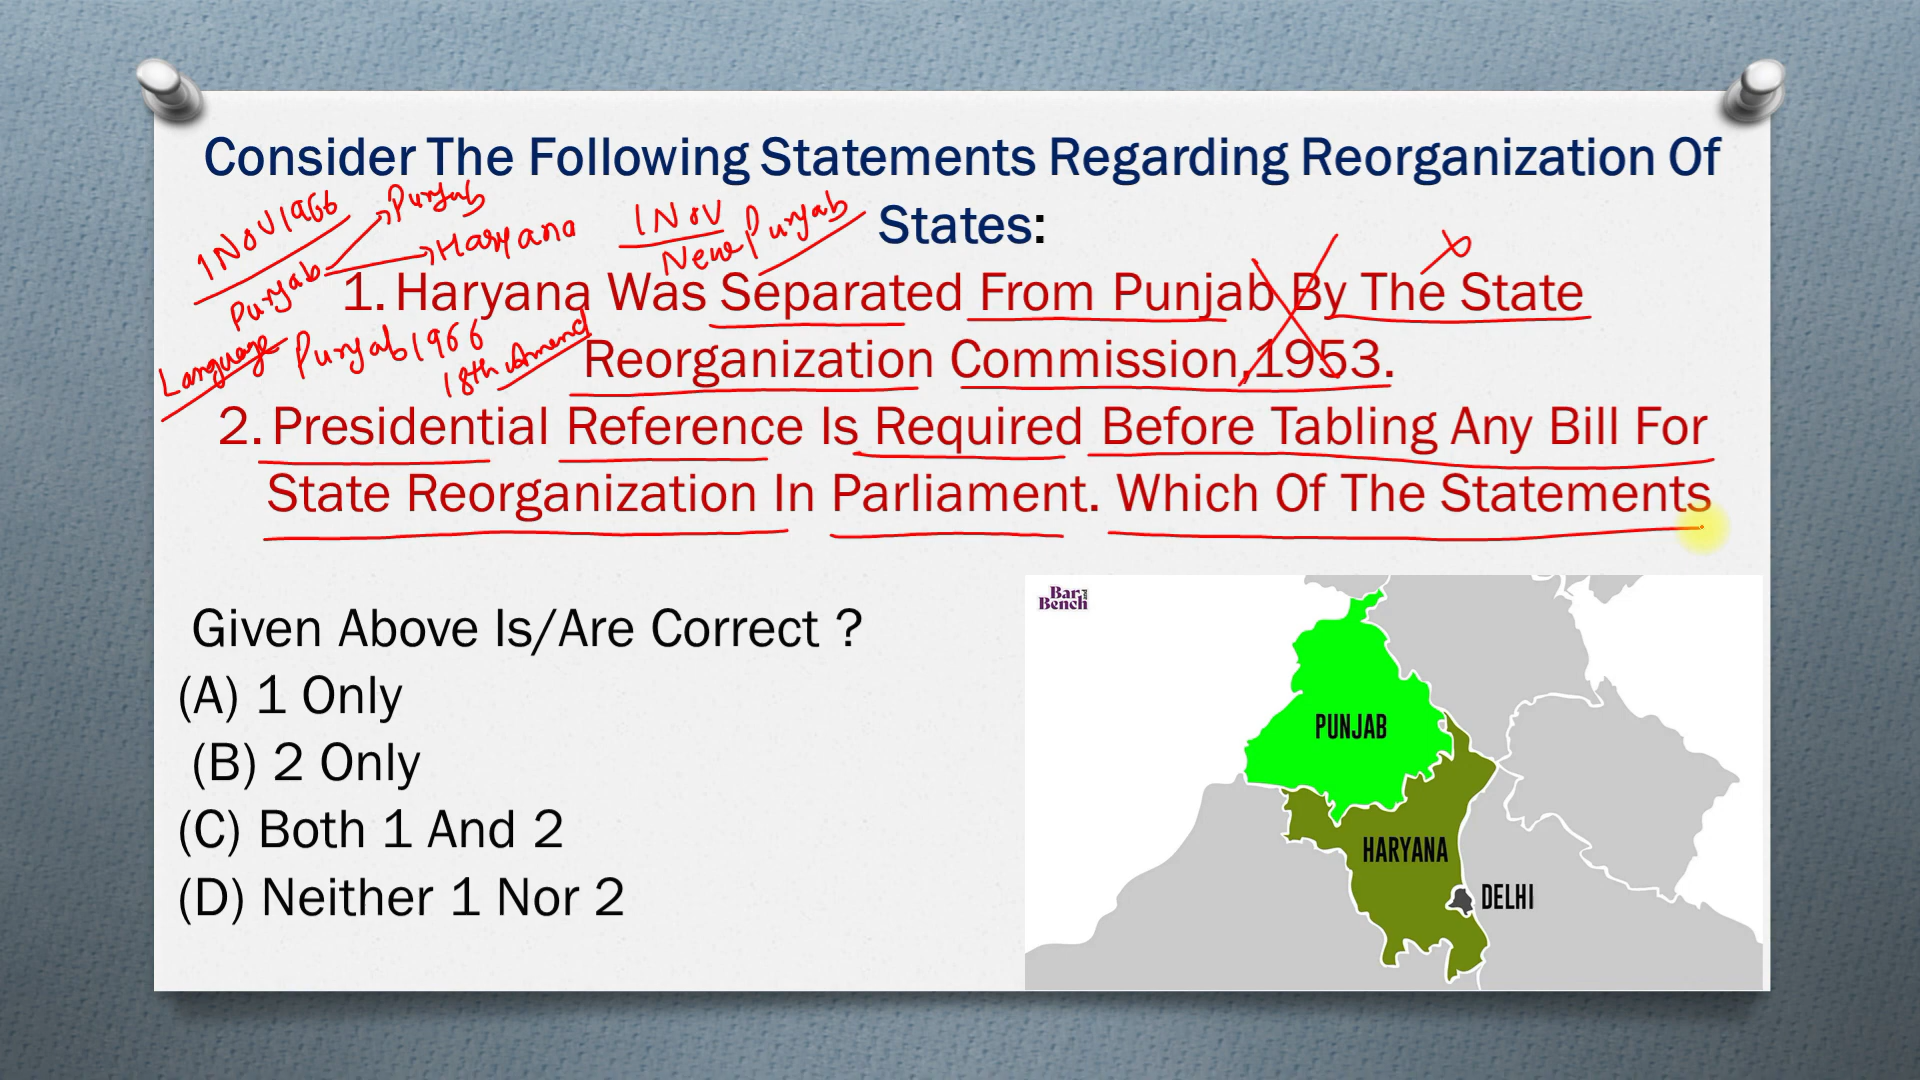 Consider The Following Statements Regarding Reorganization Of
States:
1 Nov 1966
Punjab
Punjab
Haryana
1 Nov
New Punjab
1. Haryana Was Separated From Punjab By The State
Language
Punjab 1966
18th Amend
Reorganization Commission,1953.
2. Presidential Reference Is Required Before Tabling Any Bill For
State Reorganization In Parliament. Which Of The Statements
Given Above Is/Are Correct ?
(A) 1 Only
(B) 2 Only
(C) Both 1 And 2
(D) Neither 1 Nor 2
Bar and
Bench
PUNJAB
HARYANA
DELHI